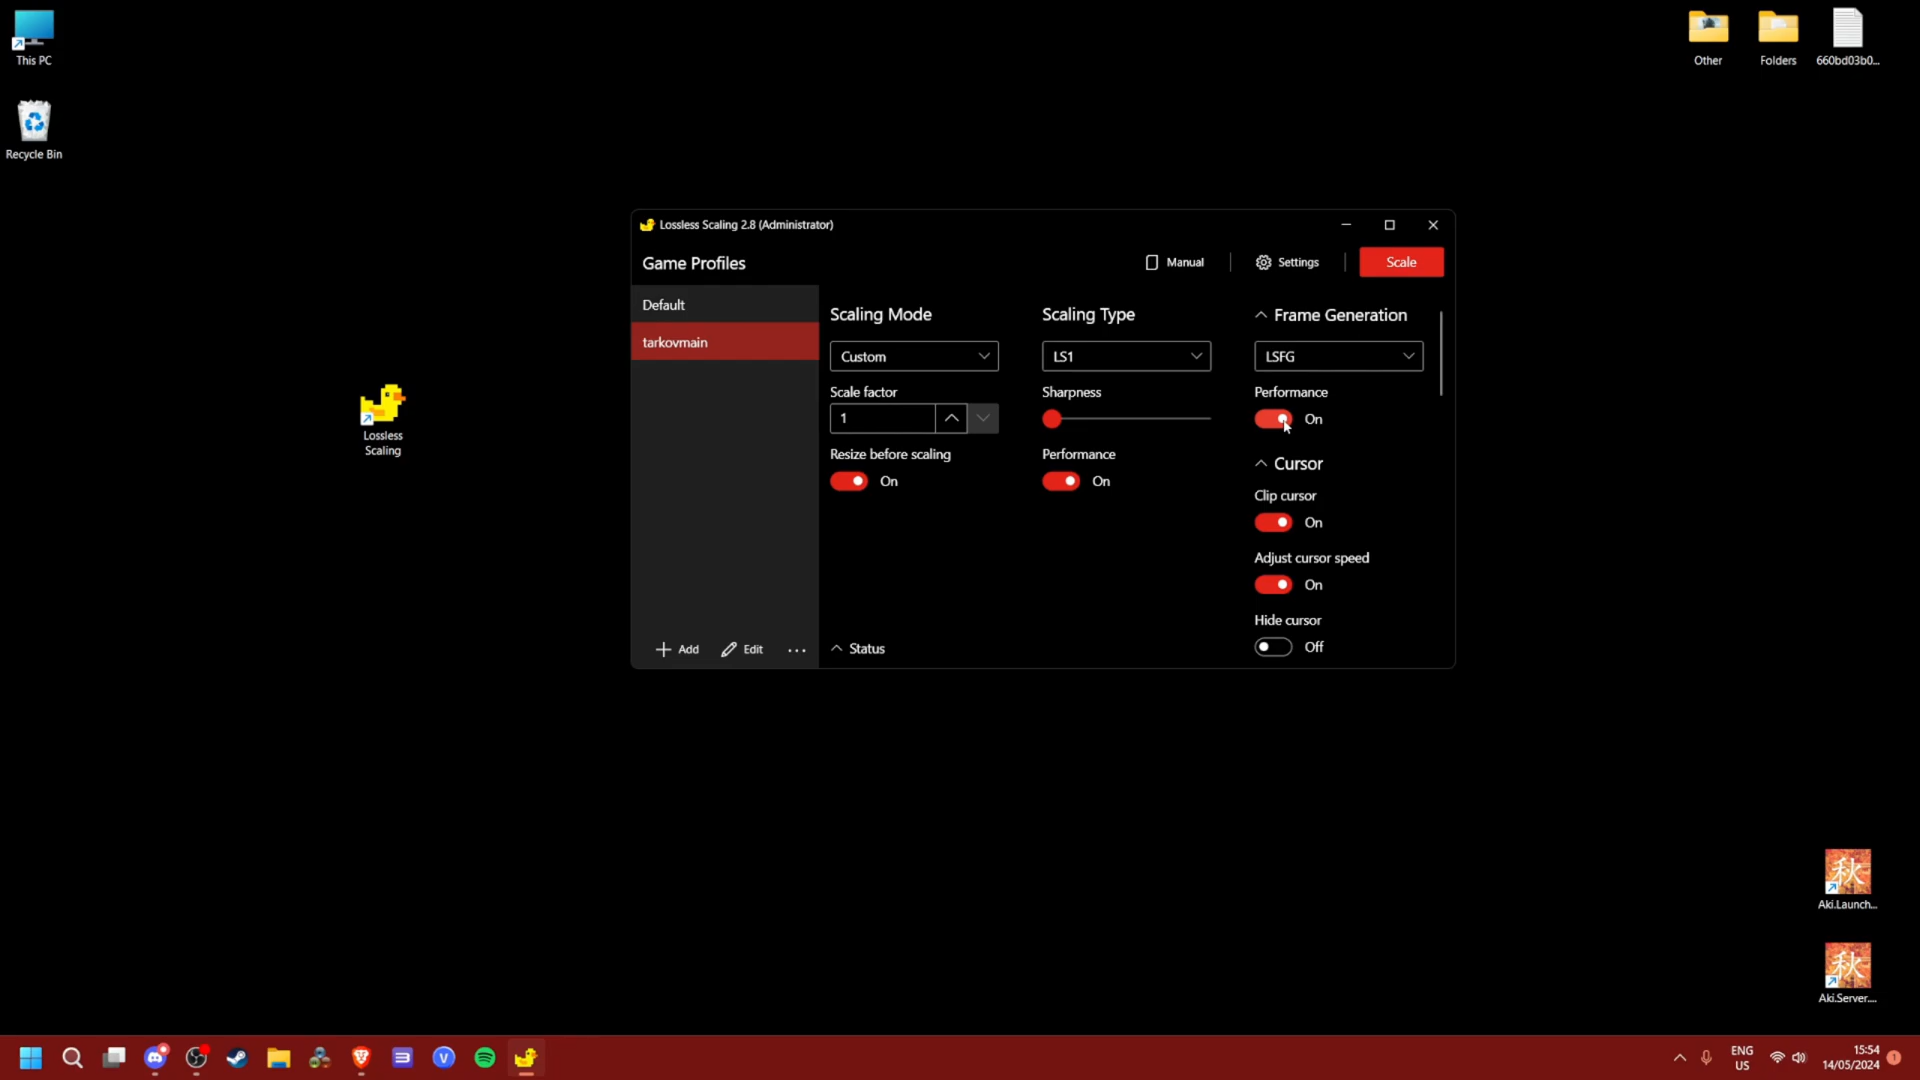 This PC
Recycle Bin
Lossless
Scaling
Other
Folders
660bd03b0...
Lossless Scaling 2.8 (Administrator)
Game Profiles
Manual
Settings
Scale
Default
tarkovmain
Add
Edit
Scaling Mode
Custom
Scale factor
1
Resize before scaling
On
Scaling Type
LS1
Sharpness
Performance
On
Frame Generation
LSFG
Performance
On
Cursor
Clip cursor
On
Adjust cursor speed
On
Hide cursor
Off
Status
秋
Aki.Launch...
秋
Aki.Server....
V
ENG
US
15:54
14/05/2024
1